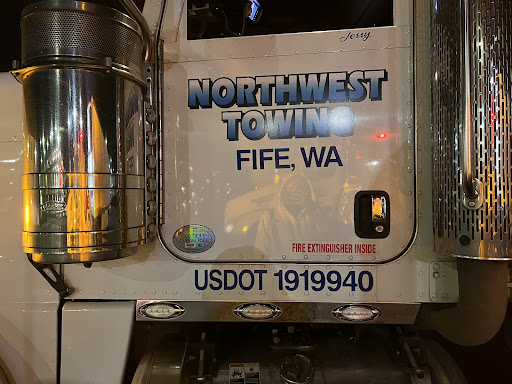 Jerry
NORTHWEST
TOWING
FIFE, WA
FIRE EXTINGUISHER INSIDE
USDOT 1919940